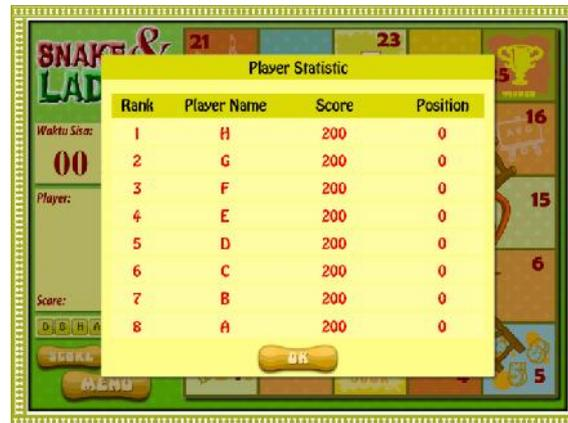 SNAKE &
LAD
21
23
Player Statistic
Rank Player Name Score Position
1 H 200 0
2 G 200 0
3 F 200 0
4 E 200 0
5 D 200 0
6 C 200 0
7 B 200 0
8 A 200 0
OK
Waktu Sisa:
00
Player:
Score:
SCORE
MENU
5
16
15
6
5